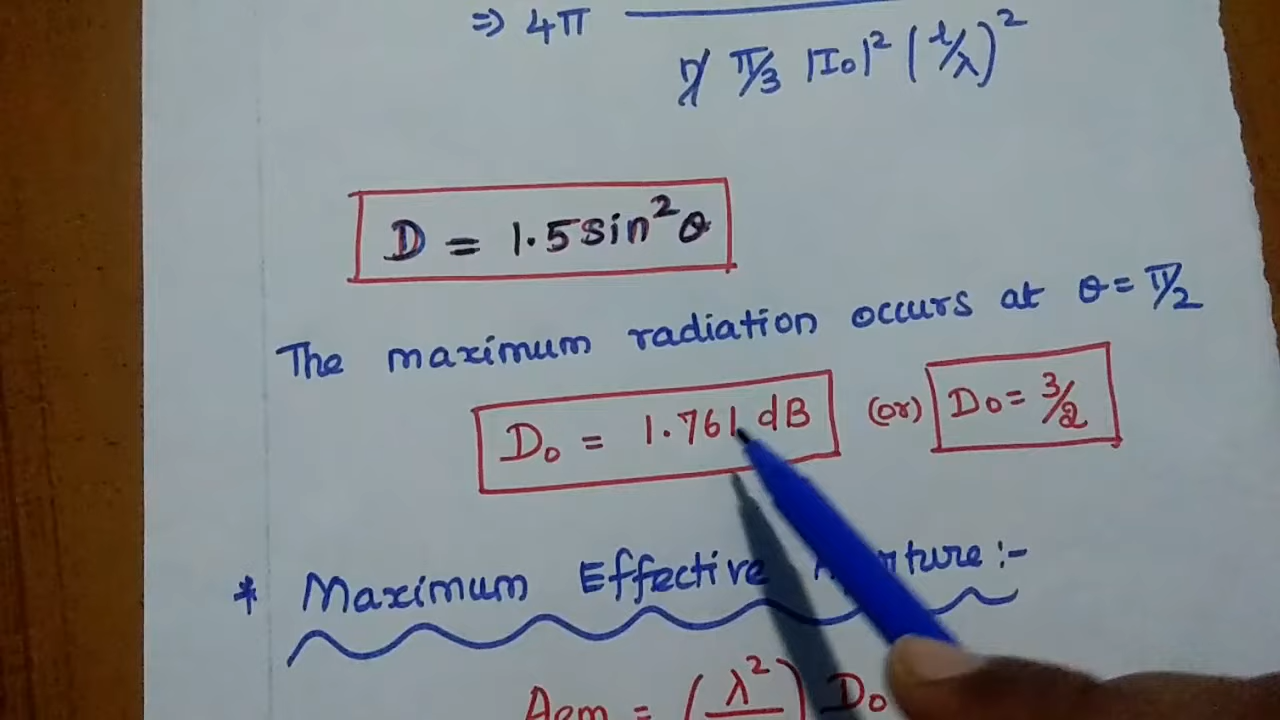 ⇒ 4π
η π/3 |I₀|² (l/λ)²
D = 1.5 sin²θ
The maximum radiation occurs at θ = π/2
D₀ = 1.761 dB (or) D₀ = 3/2
* Maximum Effective :-
Aem = (λ²) D₀